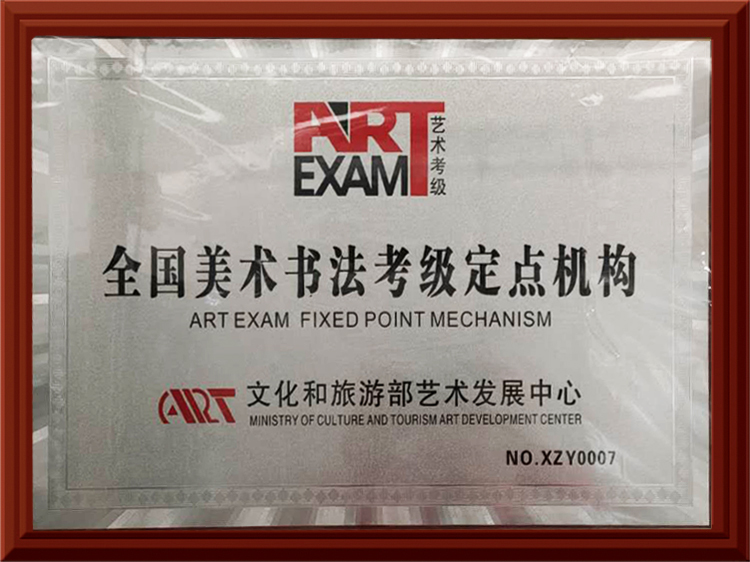 ART
EXAM
艺术考级
全国美术书法考级定点机构
ART EXAM FIXED POINT MECHANISM
ART 文化和旅游部艺术发展中心
MINISTRY OF CULTURE AND TOURISM ART DEVELOPMENT CENTER
NO.XZY0007